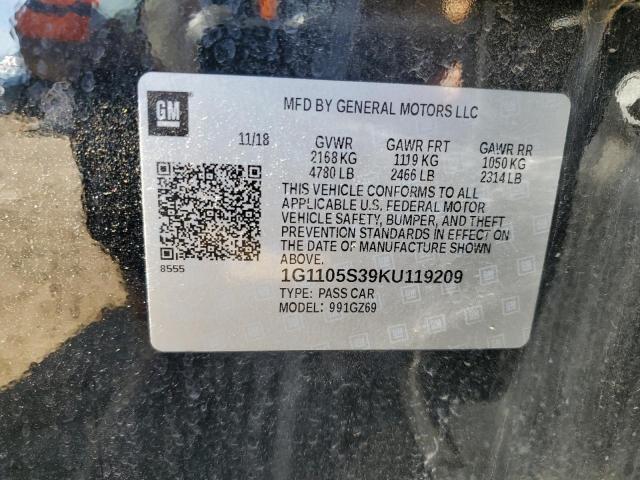 GM
MFD BY GENERAL MOTORS LLC
11/18 GVWR GAWR FRT GAWR RR
2168 KG 1119 KG 1050 KG
4780 LB 2466 LB 2314 LB
THIS VEHICLE CONFORMS TO ALL
APPLICABLE U.S. FEDERAL MOTOR
VEHICLE SAFETY, BUMPER, AND THEFT
PREVENTION STANDARDS IN EFFECT ON
THE DATE OF MANUFACTURE SHOWN
ABOVE.
8555
1G1105S39KU119209
TYPE: PASS CAR
MODEL: 991GZ69